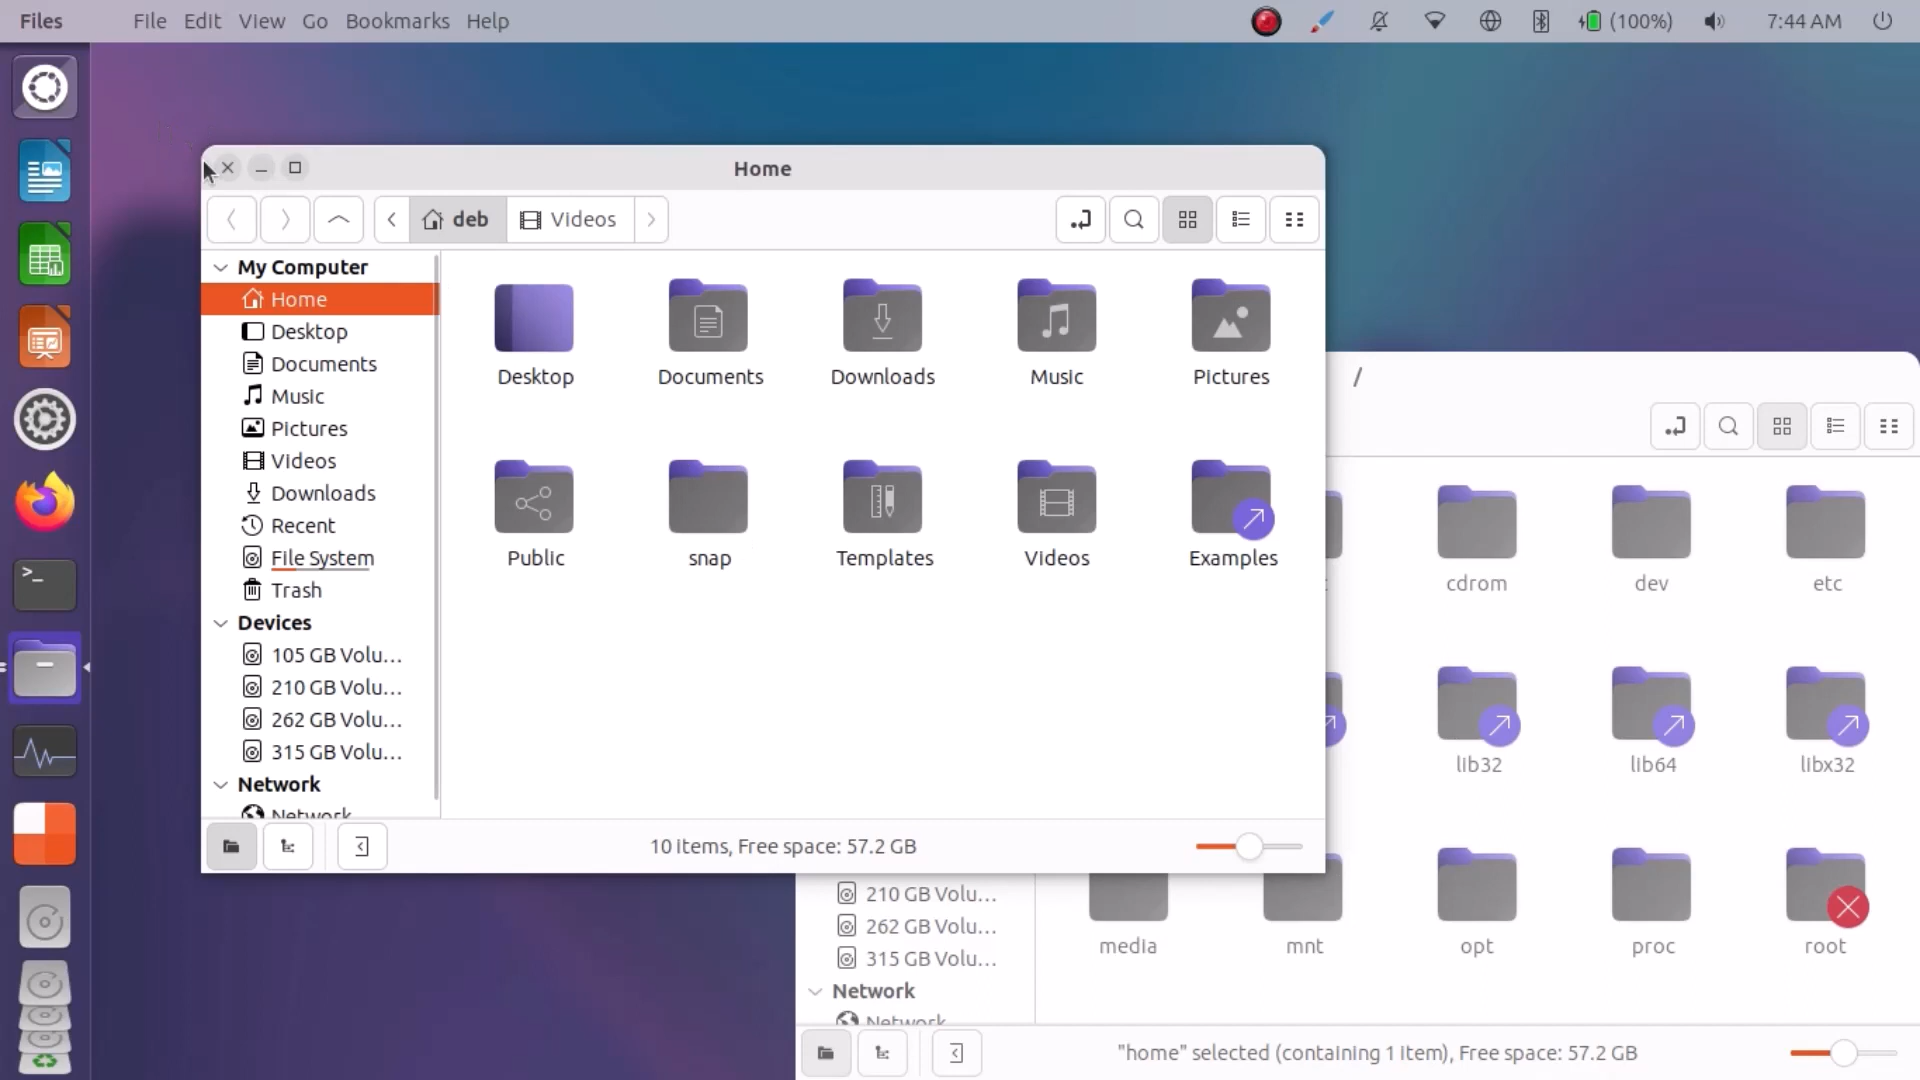 Files File Edit View Go Bookmarks Help (100%) 7:44 AM
Home
deb Videos
My Computer
Home
Desktop
Documents
Music
Pictures
Videos
Downloads
Recent
File System
Trash
Devices
105 GB Volu...
210 GB Volu...
262 GB Volu...
315 GB Volu...
Network
Network
Desktop Documents Downloads Music Pictures
Public snap Templates Videos Examples
10 items, Free space: 57.2 GB
/
cdrom dev etc
lib32 lib64 libx32
media mnt opt proc root
210 GB Volu...
262 GB Volu...
315 GB Volu...
Network
Network
"home" selected (containing 1 item), Free space: 57.2 GB